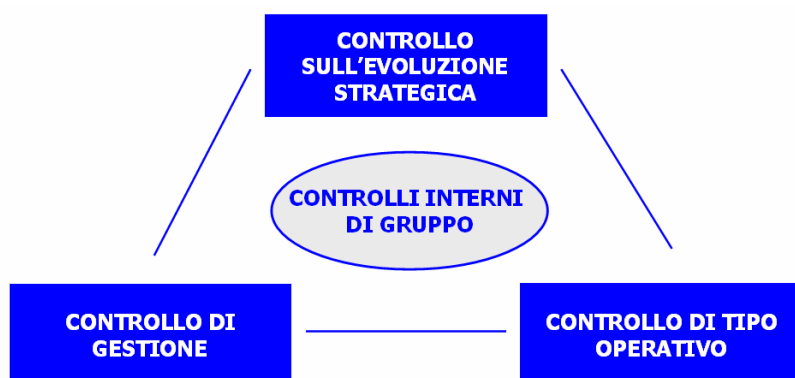 CONTROLLO
SULL’EVOLUZIONE
STRATEGICA
CONTROLLI INTERNI
DI GRUPPO
CONTROLLO DI
GESTIONE
CONTROLLO DI TIPO
OPERATIVO